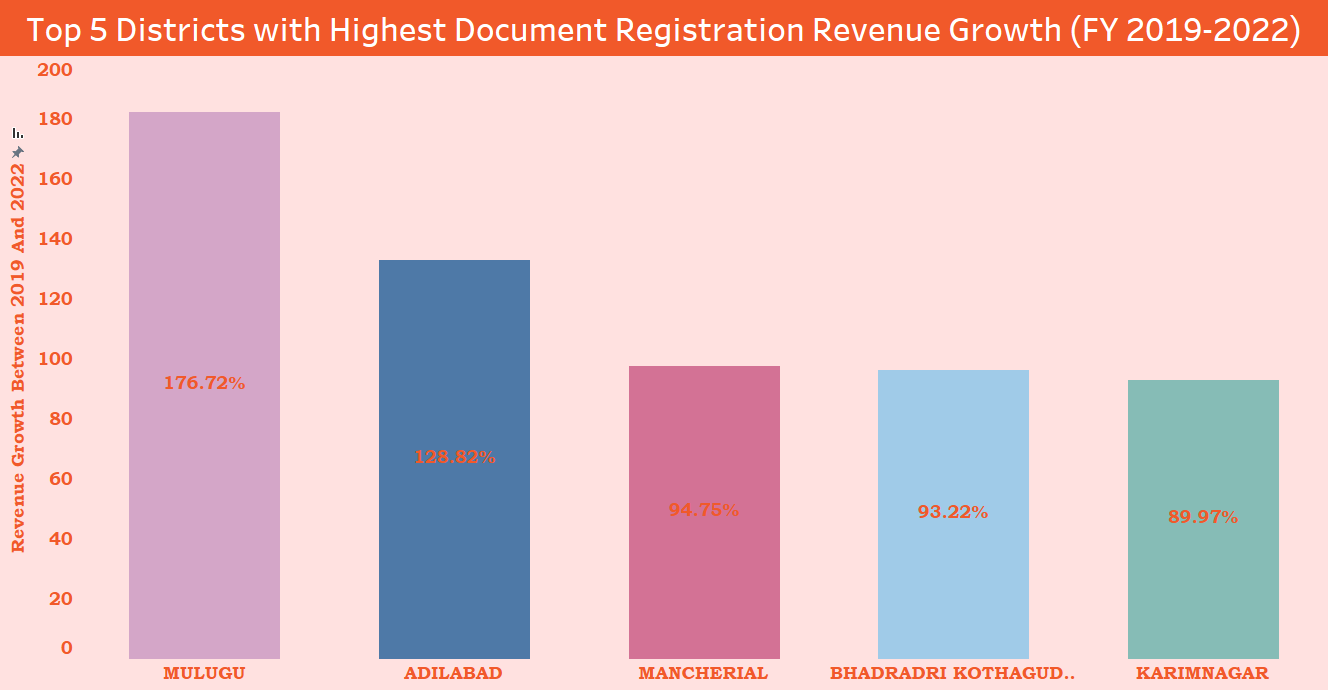 Top 5 Districts with Highest Document Registration Revenue Growth (FY 2019-2022)
Revenue Growth Between 2019 And 2022
200
180
160
140
120
100
80
60
40
20
0
176.72%
128.82%
94.75%
93.22%
89.97%
MULUGU
ADILABAD
MANCHERIAL
BHADRADRI KOTHAGUD..
KARIMNAGAR